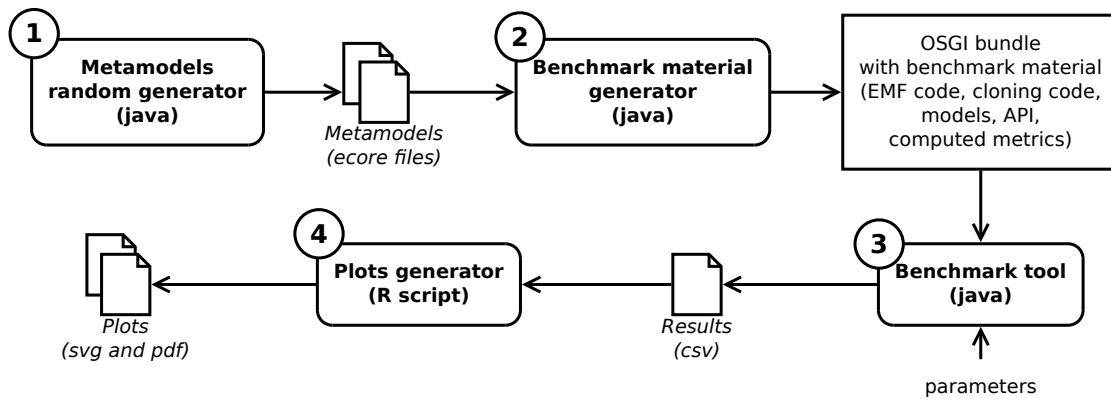 1
Metamodels
random generator
(java)
Metamodels
(ecore files)
2
Benchmark material
generator
(java)
OSGI bundle
with benchmark material
(EMF code, cloning code,
models, API,
computed metrics)
3
Benchmark tool
(java)
parameters
Results
(csv)
4
Plots generator
(R script)
Plots
(svg and pdf)